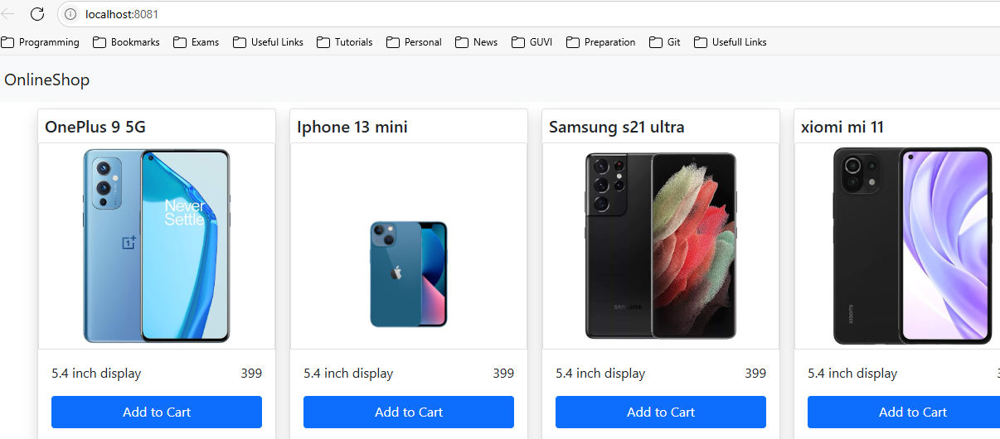 localhost:8081
Programming Bookmarks Exams Useful Links Tutorials Personal News GUVI Preparation Git Usefull Links
OnlineShop
OnePlus 9 5G Iphone 13 mini Samsung s21 ultra xiomi mi 11
Never
Settle
SAMSUNG
XIAOMI
5.4 inch display 399 5.4 inch display 399 5.4 inch display 399 5.4 inch display
Add to Cart Add to Cart Add to Cart Add to Cart